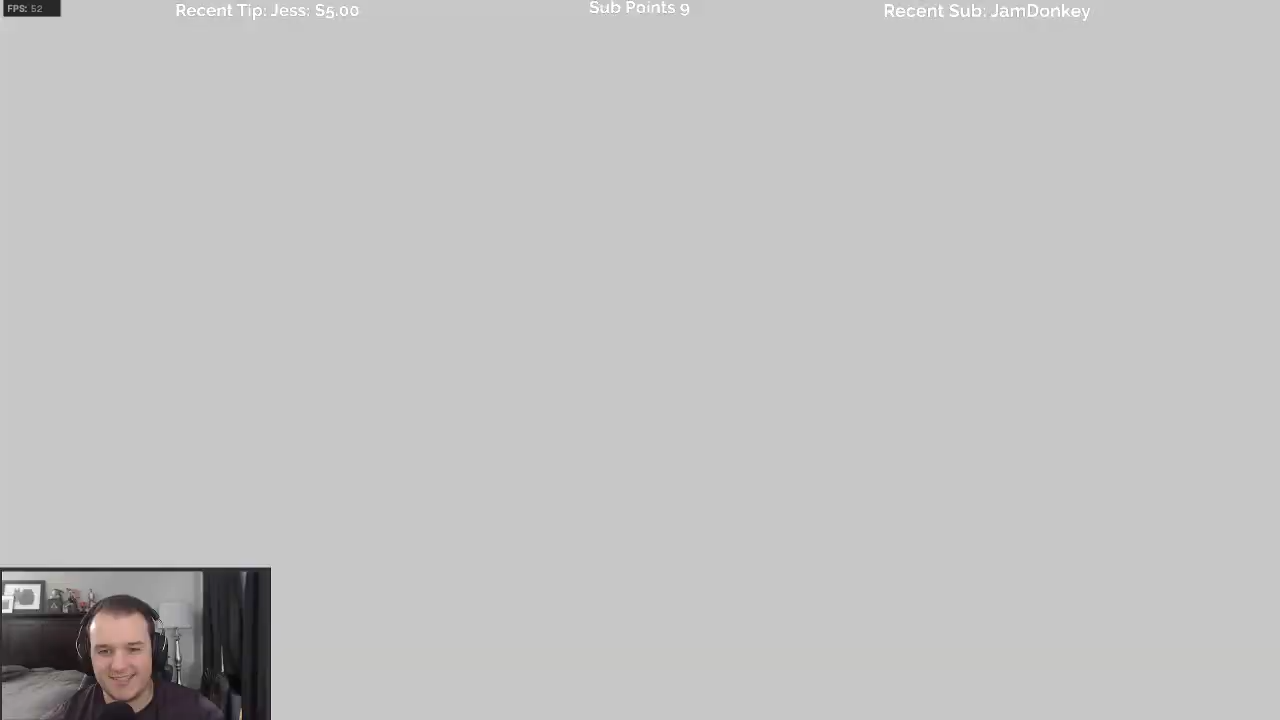 FPS: 52
Recent Tip: Jess: $5.00
Sub Points 9
Recent Sub: JamDonkey